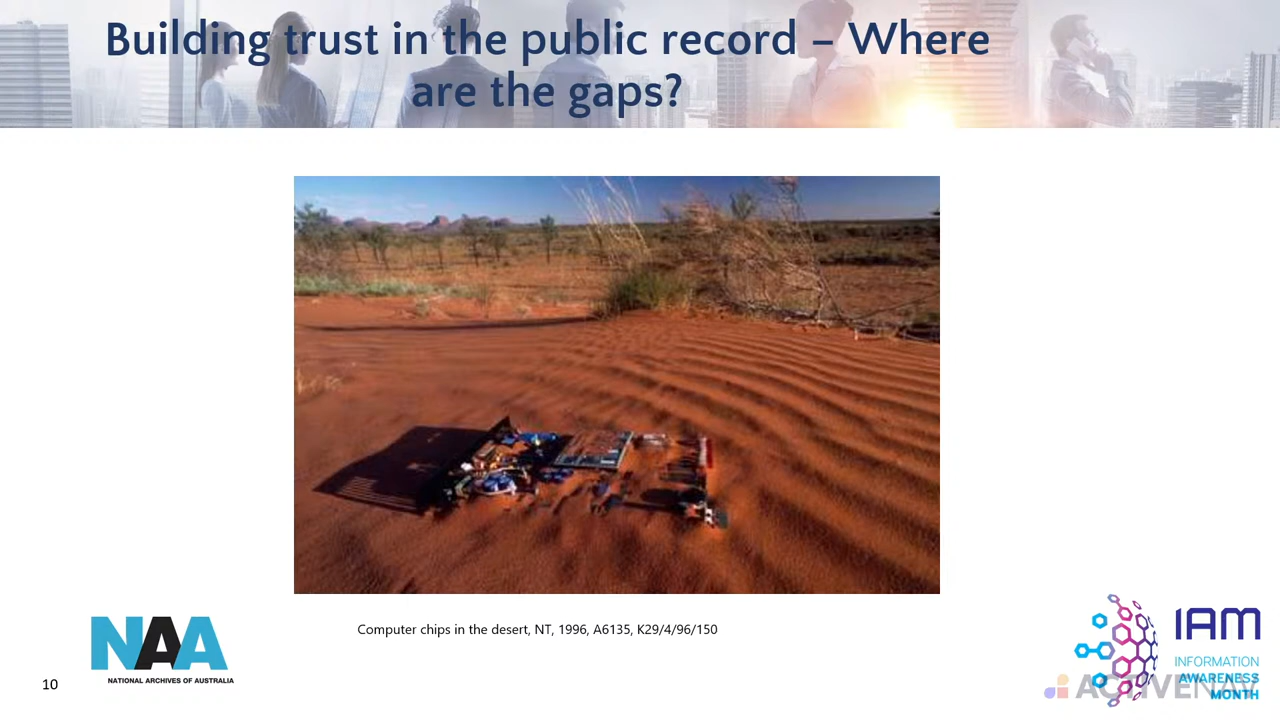 Building trust in the public record – Where
are the gaps?
Computer chips in the desert, NT, 1996, A6135, K29/4/96/150
NAA
NATIONAL ARCHIVES OF AUSTRALIA
10
IAM
INFORMATION
AWARENESS
MONTH
ACTIVENAV